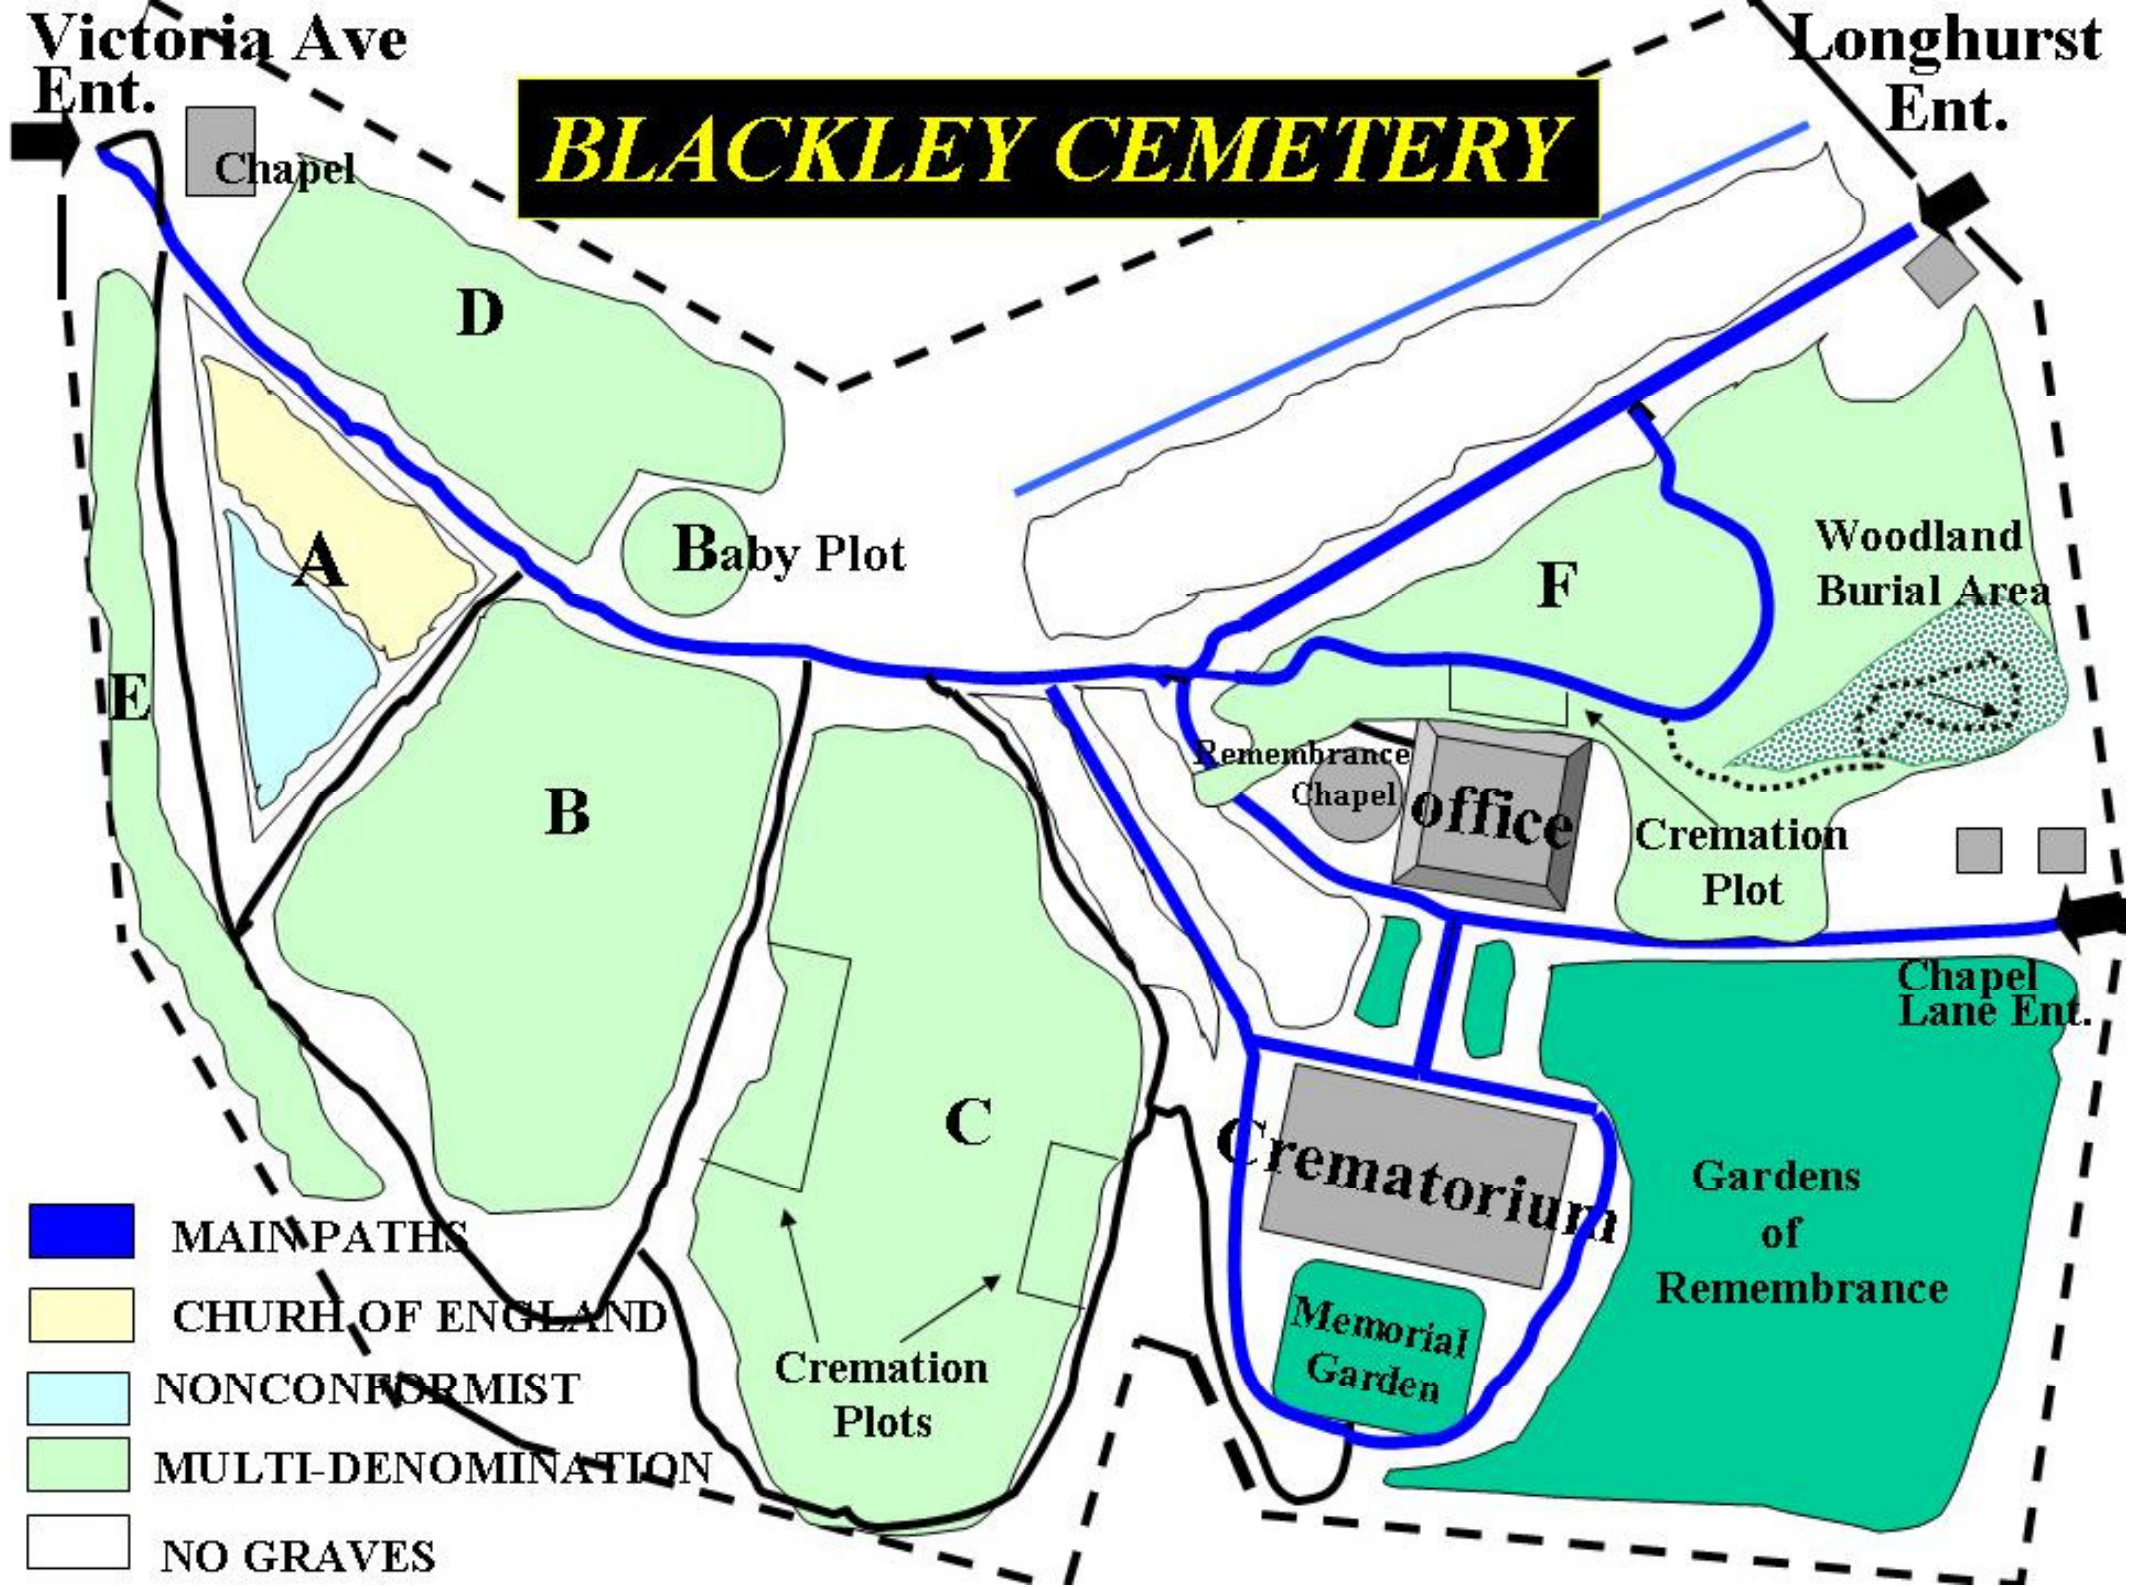 Victoria Ave
Ent.
Longhurst
Ent.
BLACKLEY CEMETERY
Chapel
D
A
Baby Plot
F
Woodland
Burial Area
E
B
Remembrance
Chapel
office
Cremation
Plot
Chapel
Lane Ent.
C
Crematorium
Gardens
of
Remembrance
Memorial
Garden
Cremation
Plots
MAIN PATHS
CHURH OF ENGLAND
NONCONFORMIST
MULTI-DENOMINATION
NO GRAVES